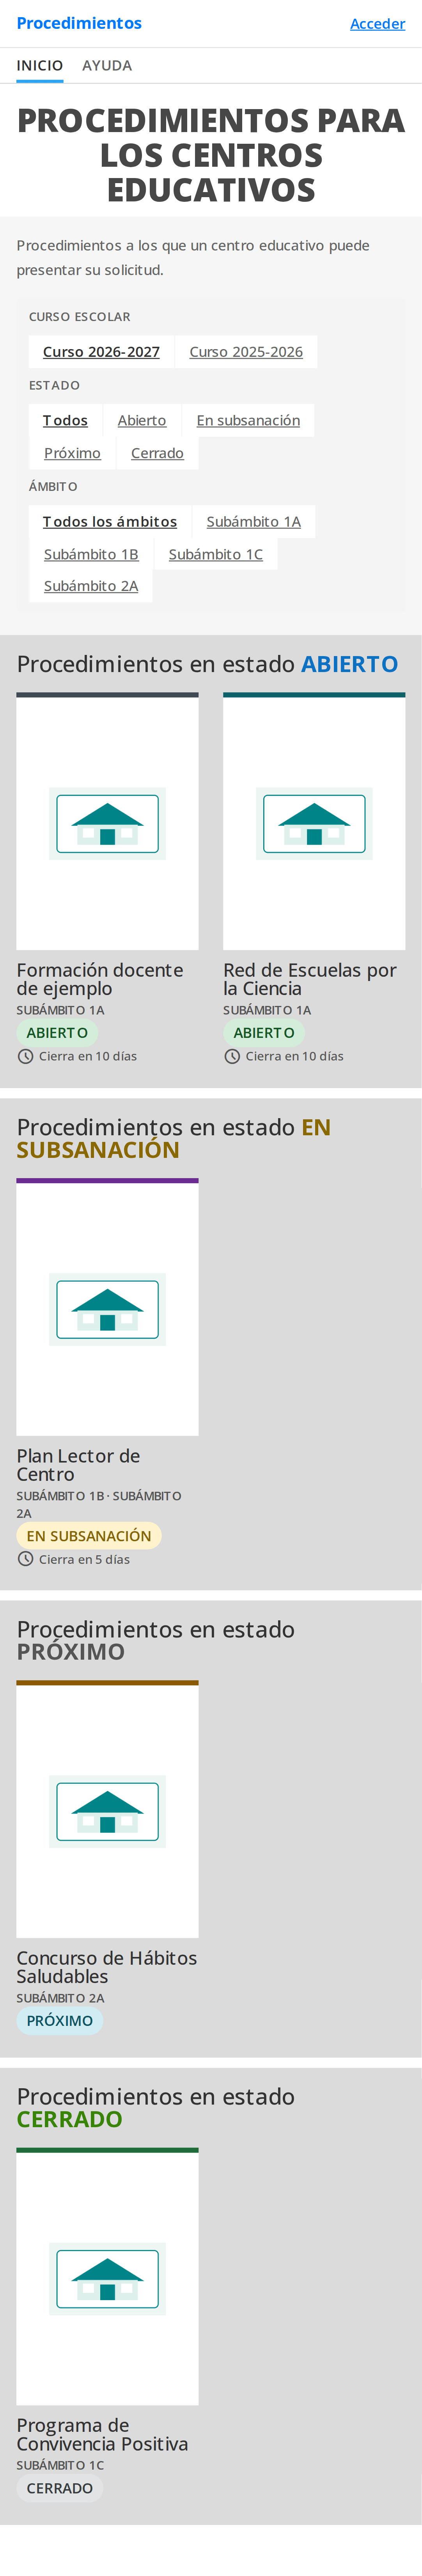 Procedimientos
Acceder
INICIO
AYUDA
PROCEDIMIENTOS PARA
LOS CENTROS
EDUCATIVOS
Procedimientos a los que un centro educativo puede
presentar su solicitud.
CURSO ESCOLAR
Curso 2026-2027
Curso 2025-2026
ESTADO
Todos
Abierto
En subsanación
Próximo
Cerrado
ÁMBITO
Todos los ámbitos
Subámbito 1A
Subámbito 1B
Subámbito 1C
Subámbito 2A
Procedimientos en estado ABIERTO
Formación docente
de ejemplo
SUBÁMBITO 1A
ABIERTO
Cierra en 10 días
Red de Escuelas por
la Ciencia
SUBÁMBITO 1A
ABIERTO
Cierra en 10 días
Procedimientos en estado EN
SUBSANACIÓN
Plan Lector de
Centro
SUBÁMBITO 1B · SUBÁMBITO
2A
EN SUBSANACIÓN
Cierra en 5 días
Procedimientos en estado
PRÓXIMO
Concurso de Hábitos
Saludables
SUBÁMBITO 2A
PRÓXIMO
Procedimientos en estado
CERRADO
Programa de
Convivencia Positiva
SUBÁMBITO 1C
CERRADO